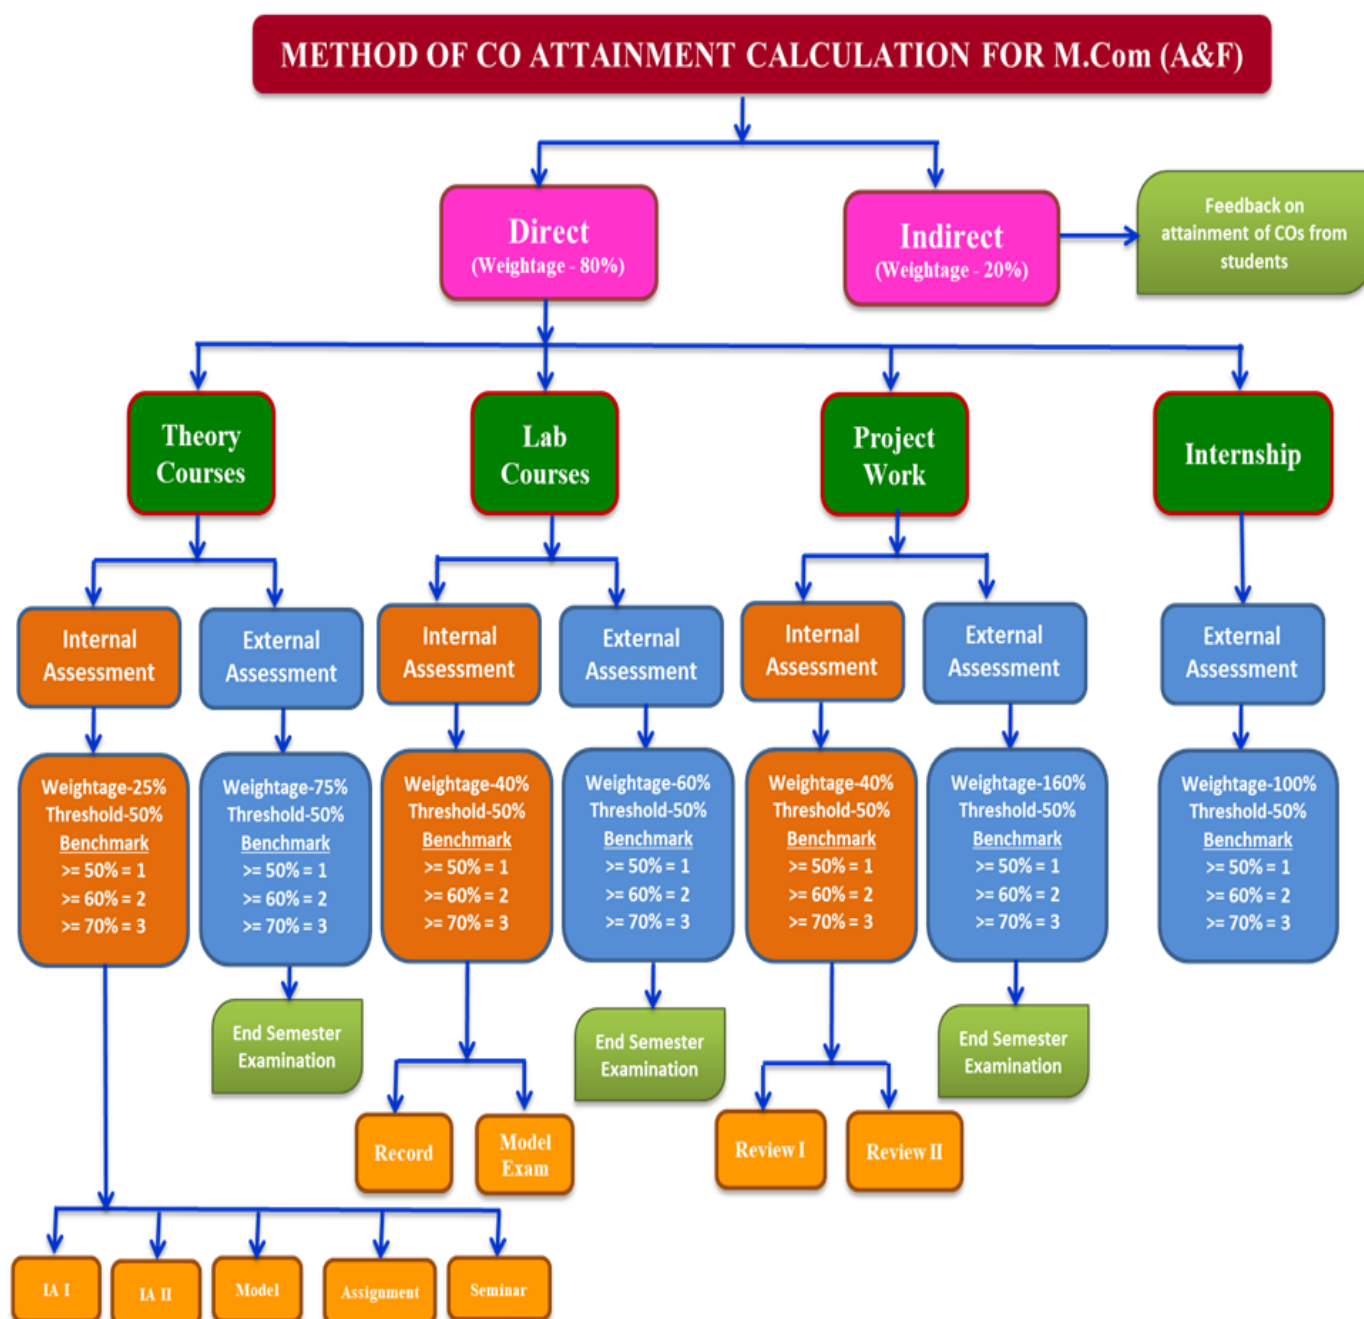 METHOD OF CO ATTAINMENT CALCULATION FOR M.Com (A&F)
Direct
(Weightage - 80%)
Indirect
(Weightage - 20%)
Feedback on
attainment of COs from
students
Theory
Courses
Lab
Courses
Project
Work
Internship
Internal
Assessment
External
Assessment
Internal
Assessment
External
Assessment
Internal
Assessment
External
Assessment
External
Assessment
Weightage-25%
Threshold-50%
Benchmark
>= 50% = 1
>= 60% = 2
>= 70% = 3
Weightage-75%
Threshold-50%
Benchmark
>= 50% = 1
>= 60% = 2
>= 70% = 3
Weightage-40%
Threshold-50%
Benchmark
>= 50% = 1
>= 60% = 2
>= 70% = 3
Weightage-60%
Threshold-50%
Benchmark
>= 50% = 1
>= 60% = 2
>= 70% = 3
Weightage-40%
Threshold-50%
Benchmark
>= 50% = 1
>= 60% = 2
>= 70% = 3
Weightage-160%
Threshold-50%
Benchmark
>= 50% = 1
>= 60% = 2
>= 70% = 3
Weightage-100%
Threshold-50%
Benchmark
>= 50% = 1
>= 60% = 2
>= 70% = 3
End Semester
Examination
End Semester
Examination
End Semester
Examination
Record
Model
Exam
Review I
Review II
IA I
IA II
Model
Assignment
Seminar